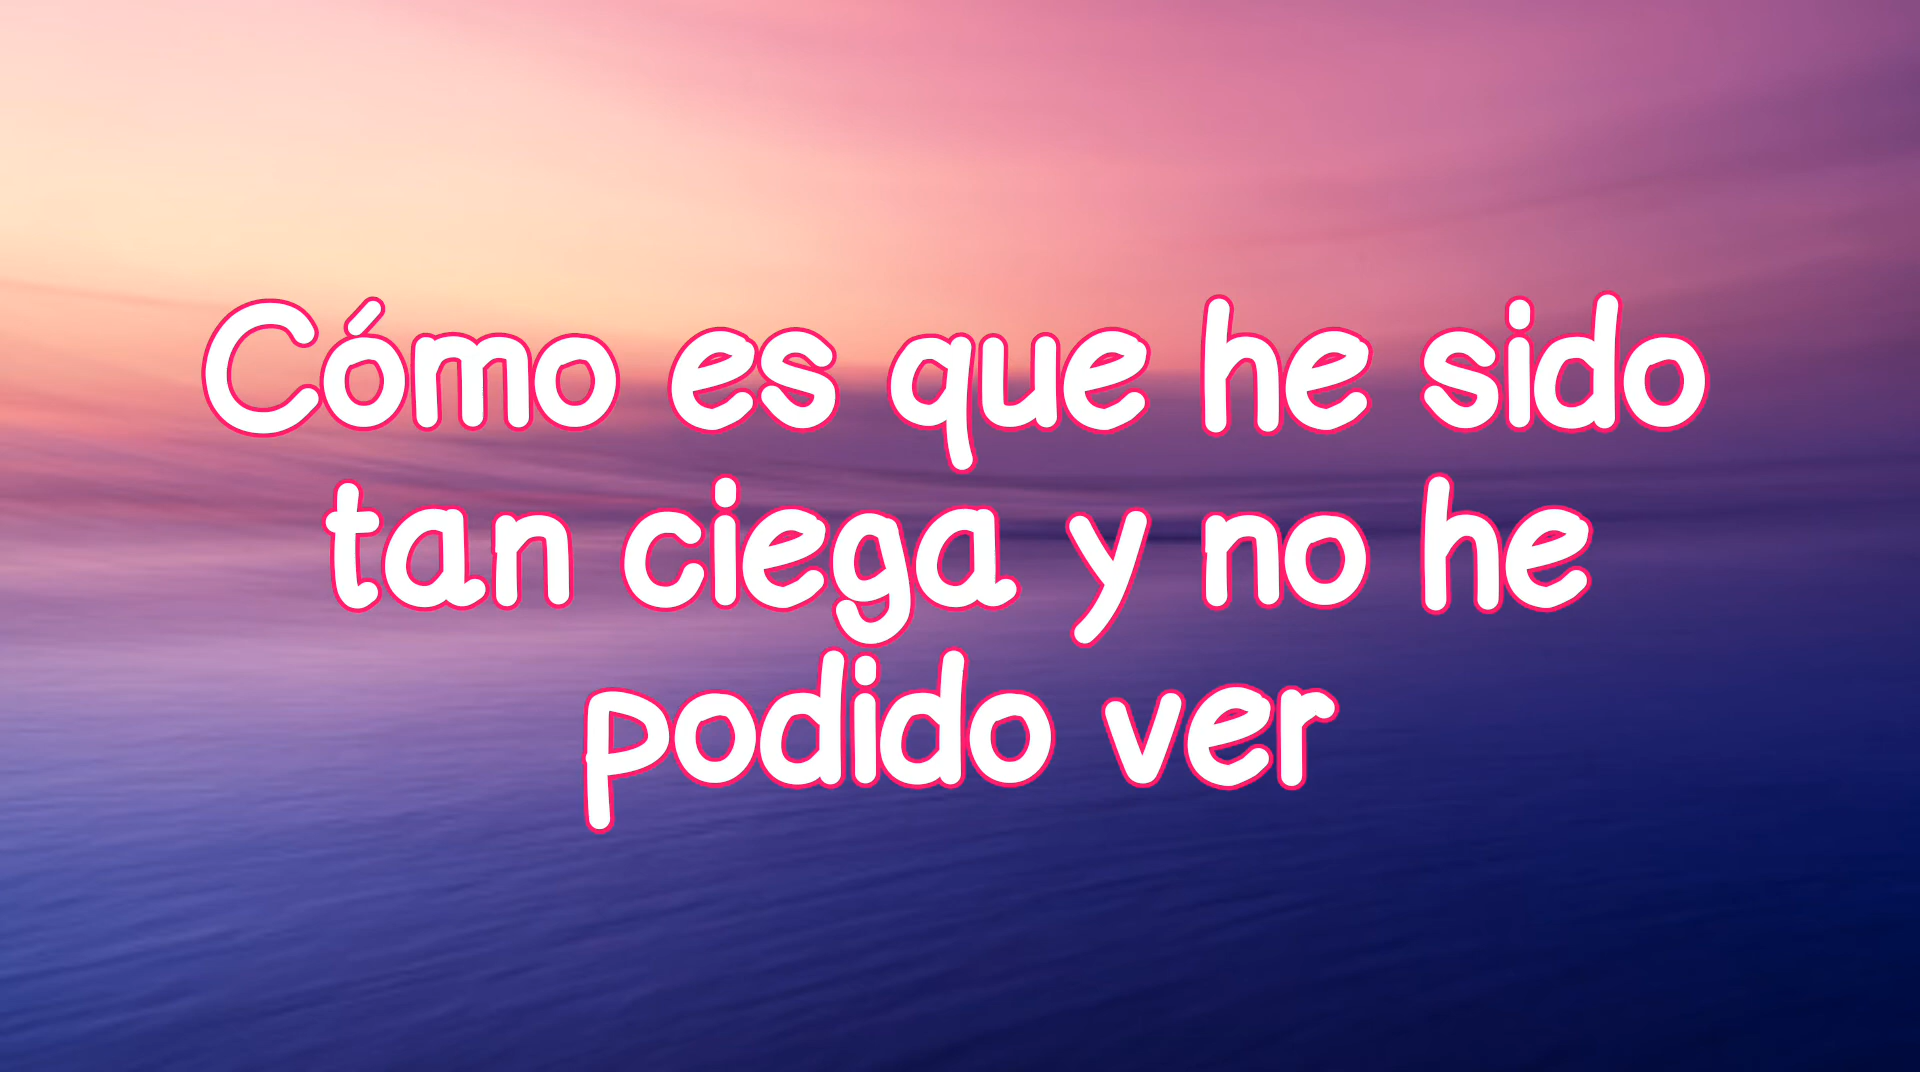 Cómo es que he sido
tan ciega y no he
podido ver